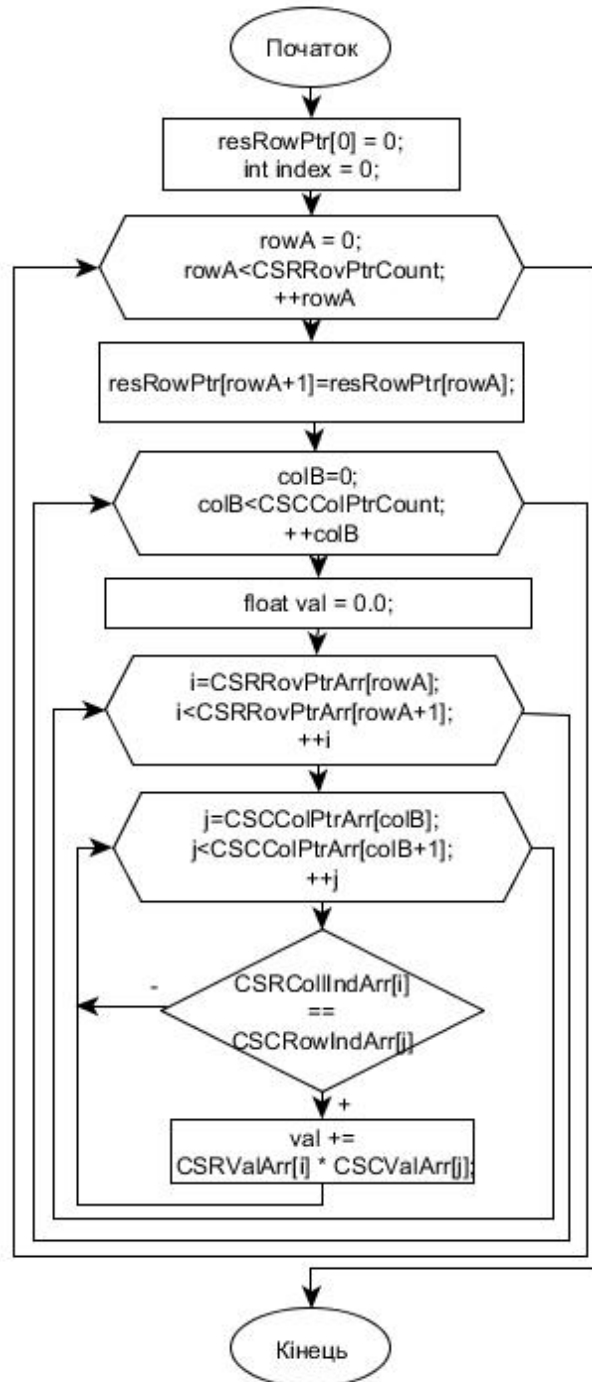 Початок
resRowPtr[0] = 0;
int index = 0;
rowA = 0;
rowA<CSRRovPtrCount;
++rowA
resRowPtr[rowA+1]=resRowPtr[rowA];
colB=0;
colB<CSCColPtrCount;
++colB
float val = 0.0;
i=CSRRovPtrArr[rowA];
i<CSRRovPtrArr[rowA+1];
++i
j=CSCColPtrArr[colB];
j<CSCColPtrArr[colB+1];
++j
-
CSRCollIndArr[i]
==
CSCRowIndArr[j]
+
val +=
CSRValArr[i] * CSCValArr[j];
Кінець